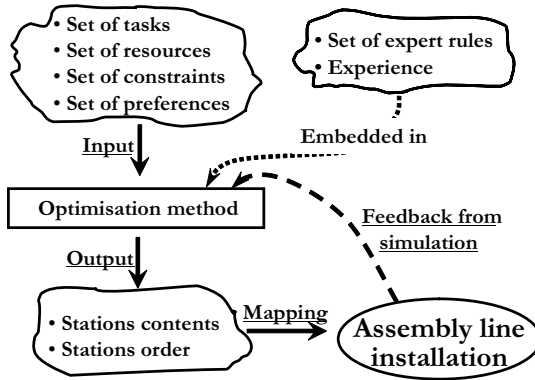 • Set of tasks
• Set of resources
• Set of constraints
• Set of preferences
• Set of expert rules
• Experience
Input
Embedded in
Optimisation method
Feedback from
simulation
Output
• Stations contents
• Stations order
Mapping
Assembly line
installation